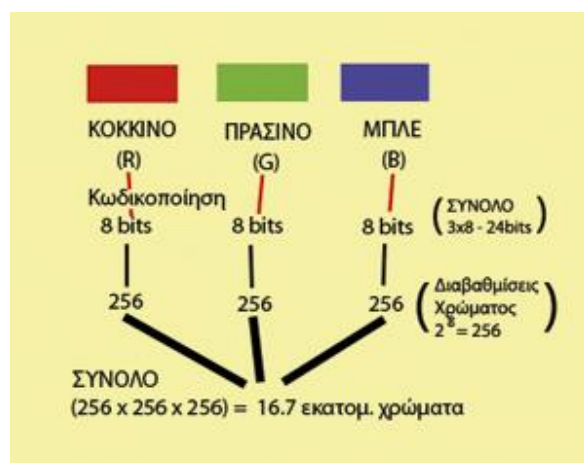 ΚΟΚΚΙΝΟ ΠΡΑΣΙΝΟ ΜΠΛΕ
(R) (G) (B)
Κωδικοποίηση
8 bits 8 bits 8 bits
(ΣΥΝΟΛΟ
3x8 - 24bits)
256 256 256
(Διαβαθμίσεις
Χρώματος
2⁸ = 256)
ΣΥΝΟΛΟ
(256 x 256 x 256) = 16.7 εκατομ. χρώματα